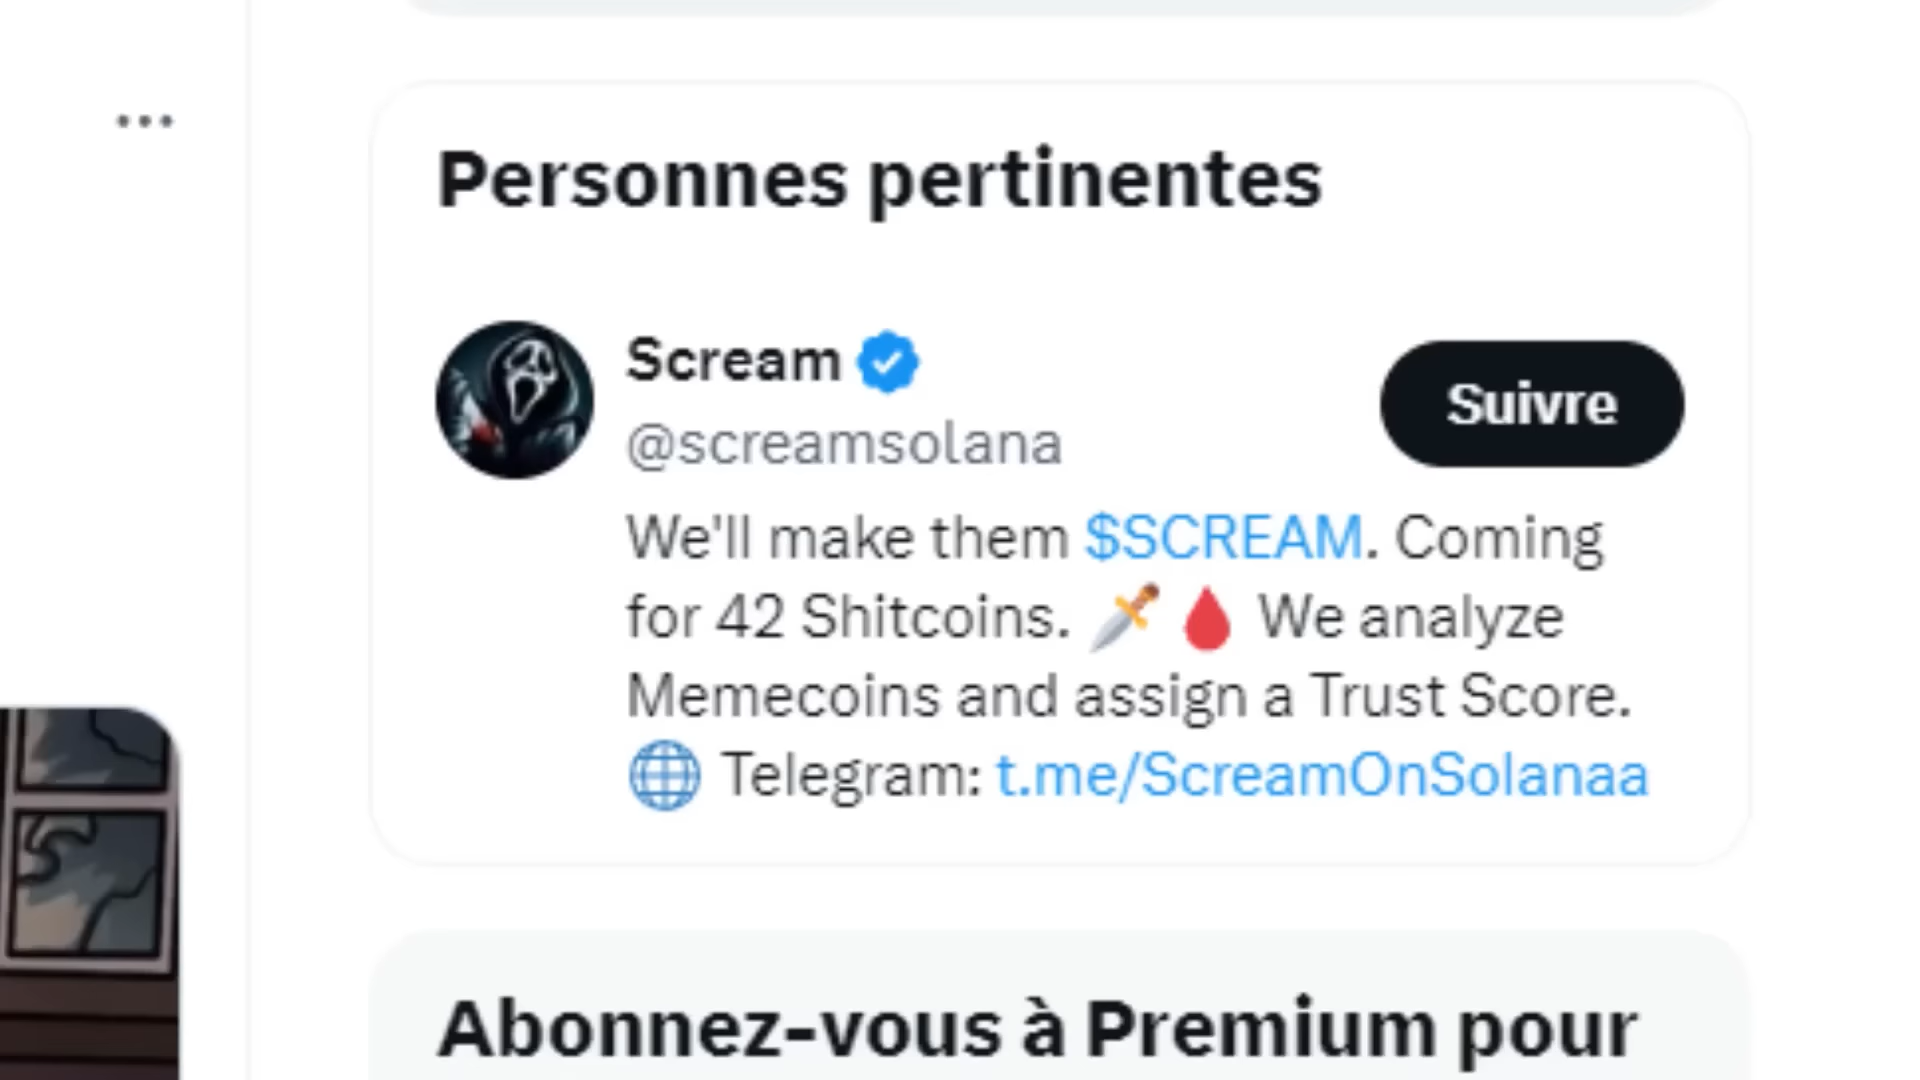 Personnes pertinentes
Scream
@screamsolana
Suivre
We'll make them $SCREAM. Coming
for 42 Shitcoins. 🗡️🩸 We analyze
Memecoins and assign a Trust Score.
🌐 Telegram: t.me/ScreamOnSolanaa
Abonnez-vous à Premium pour